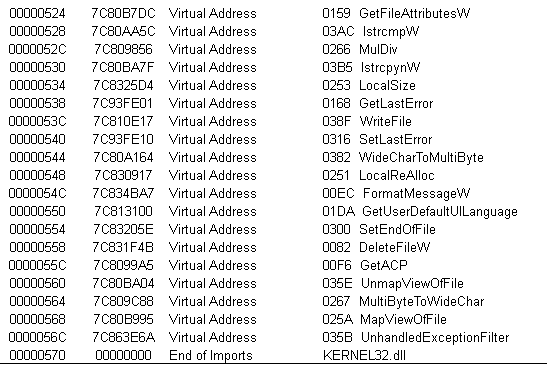 00000524 7C80B7DC Virtual Address 0159 GetFileAttributesW
00000528 7C80AA5C Virtual Address 03AC lstrcmpW
0000052C 7C809856 Virtual Address 0266 MulDiv
00000530 7C80BA7F Virtual Address 03B5 lstrcpynW
00000534 7C8325D4 Virtual Address 0253 LocalSize
00000538 7C93FE01 Virtual Address 0168 GetLastError
0000053C 7C810E17 Virtual Address 038F WriteFile
00000540 7C93FE10 Virtual Address 0316 SetLastError
00000544 7C80A164 Virtual Address 0382 WideCharToMultiByte
00000548 7C830917 Virtual Address 0251 LocalReAlloc
0000054C 7C834BA7 Virtual Address 00EC FormatMessageW
00000550 7C813100 Virtual Address 01DA GetUserDefaultUILanguage
00000554 7C83205E Virtual Address 0300 SetEndOfFile
00000558 7C831F4B Virtual Address 0082 DeleteFileW
0000055C 7C8099A5 Virtual Address 00F6 GetACP
00000560 7C80BA04 Virtual Address 035E UnmapViewOfFile
00000564 7C809C88 Virtual Address 0267 MultiByteToWideChar
00000568 7C80B995 Virtual Address 025A MapViewOfFile
0000056C 7C863E6A Virtual Address 035B UnhandledExceptionFilter
00000570 00000000 End of Imports KERNEL32.dll